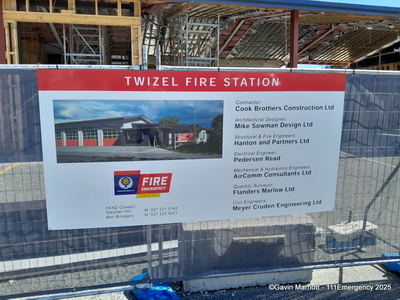 TWIZEL FIRE STATION
Contractor:
Cook Brothers Construction Ltd
Architectural Designer:
Mike Sowman Design Ltd
Structural & Fire Engineers:
Hanlon and Partners Ltd
Electrical Engineer:
Pedersen Read
Mechanical & Hydraulics Engineers:
AirComm Consultants Ltd
Quantity Surveyor:
Flanders Marlow Ltd
Civil Engineers:
Meyer Cruden Engineering Ltd
FIRE
EMERGENCY
FENZ Contact
Stephen Hill
Ben Bringans
©Gavin Marriott - 111Emergency 2025